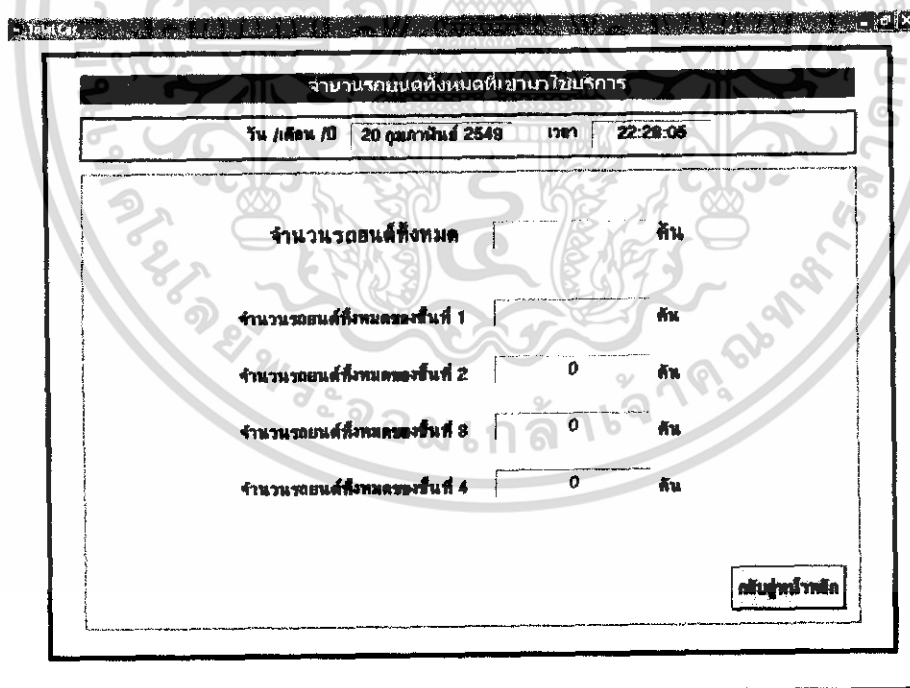 TotalCar
จำนวนรถยนต์ทั้งหมดที่เข้ามาใช้บริการ
วัน /เดือน /ปี 20 กุมภาพันธ์ 2549 เวลา 22:28:05
จำนวนรถยนต์ทั้งหมด คัน
จำนวนรถยนต์ทั้งหมดของชั้นที่ 1 คัน
จำนวนรถยนต์ทั้งหมดของชั้นที่ 2 0 คัน
จำนวนรถยนต์ทั้งหมดของชั้นที่ 3 0 คัน
จำนวนรถยนต์ทั้งหมดของชั้นที่ 4 0 คัน
กลับสู่หน้าหลัก